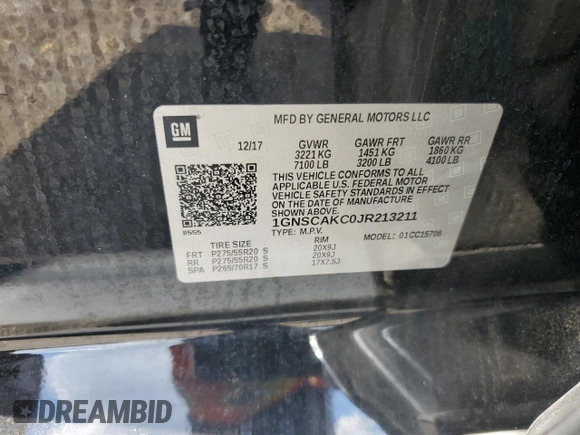 GM
MFD BY GENERAL MOTORS LLC
12/17 GVWR GAWR FRT GAWR RR
3221 KG 1451 KG 1860 KG
7100 LB 3200 LB 4100 LB
THIS VEHICLE CONFORMS TO ALL
APPLICABLE U.S. FEDERAL MOTOR
VEHICLE SAFETY STANDARDS IN EFFECT
ON THE DATE OF MANUFACTURE
SHOWN ABOVE.
1GNSCAKC0JR213211
8555
TYPE: M.P.V. MODEL: 01CC15706
TIRE SIZE RIM
FRT P275/55R20 S 20X9J
RR P275/55R20 S 20X9J
SPA P265/70R17 S 17X7.5J
DREAMBID